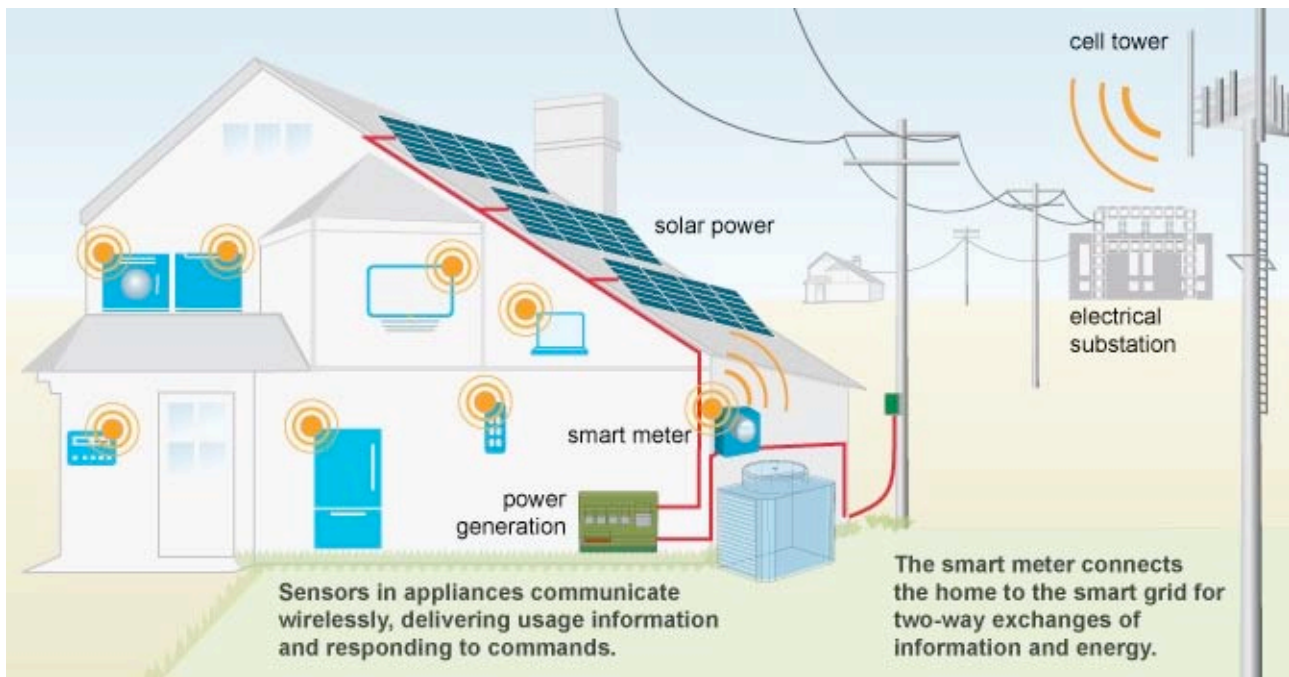 cell tower
solar power
electrical
substation
smart meter
power
generation
Sensors in appliances communicate
wirelessly, delivering usage information
and responding to commands.
The smart meter connects
the home to the smart grid for
two-way exchanges of
information and energy.